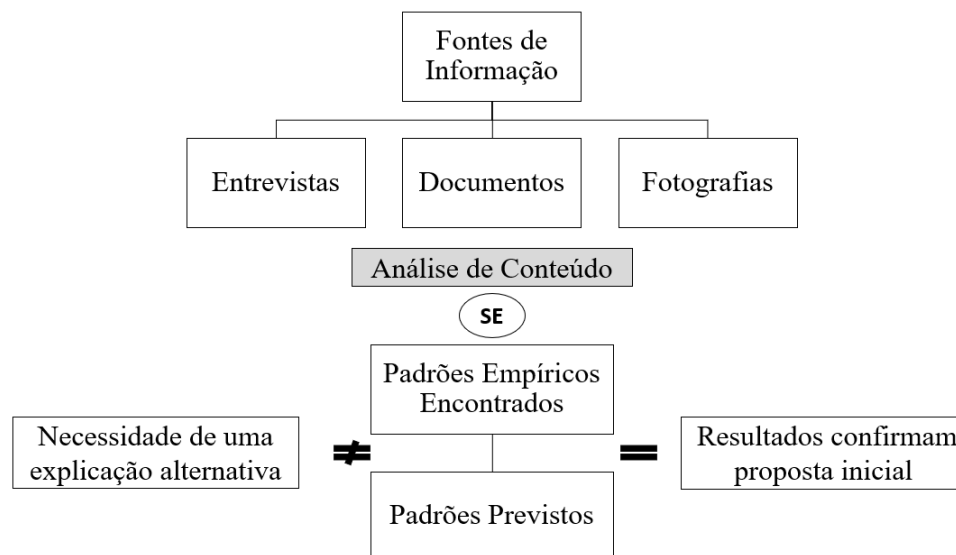 Fontes de
Informação
Entrevistas
Documentos
Fotografias
Análise de Conteúdo
SE
Padrões Empíricos
Encontrados
Necessidade de uma
explicação alternativa
≠
=
Resultados confirmam
proposta inicial
Padrões Previstos